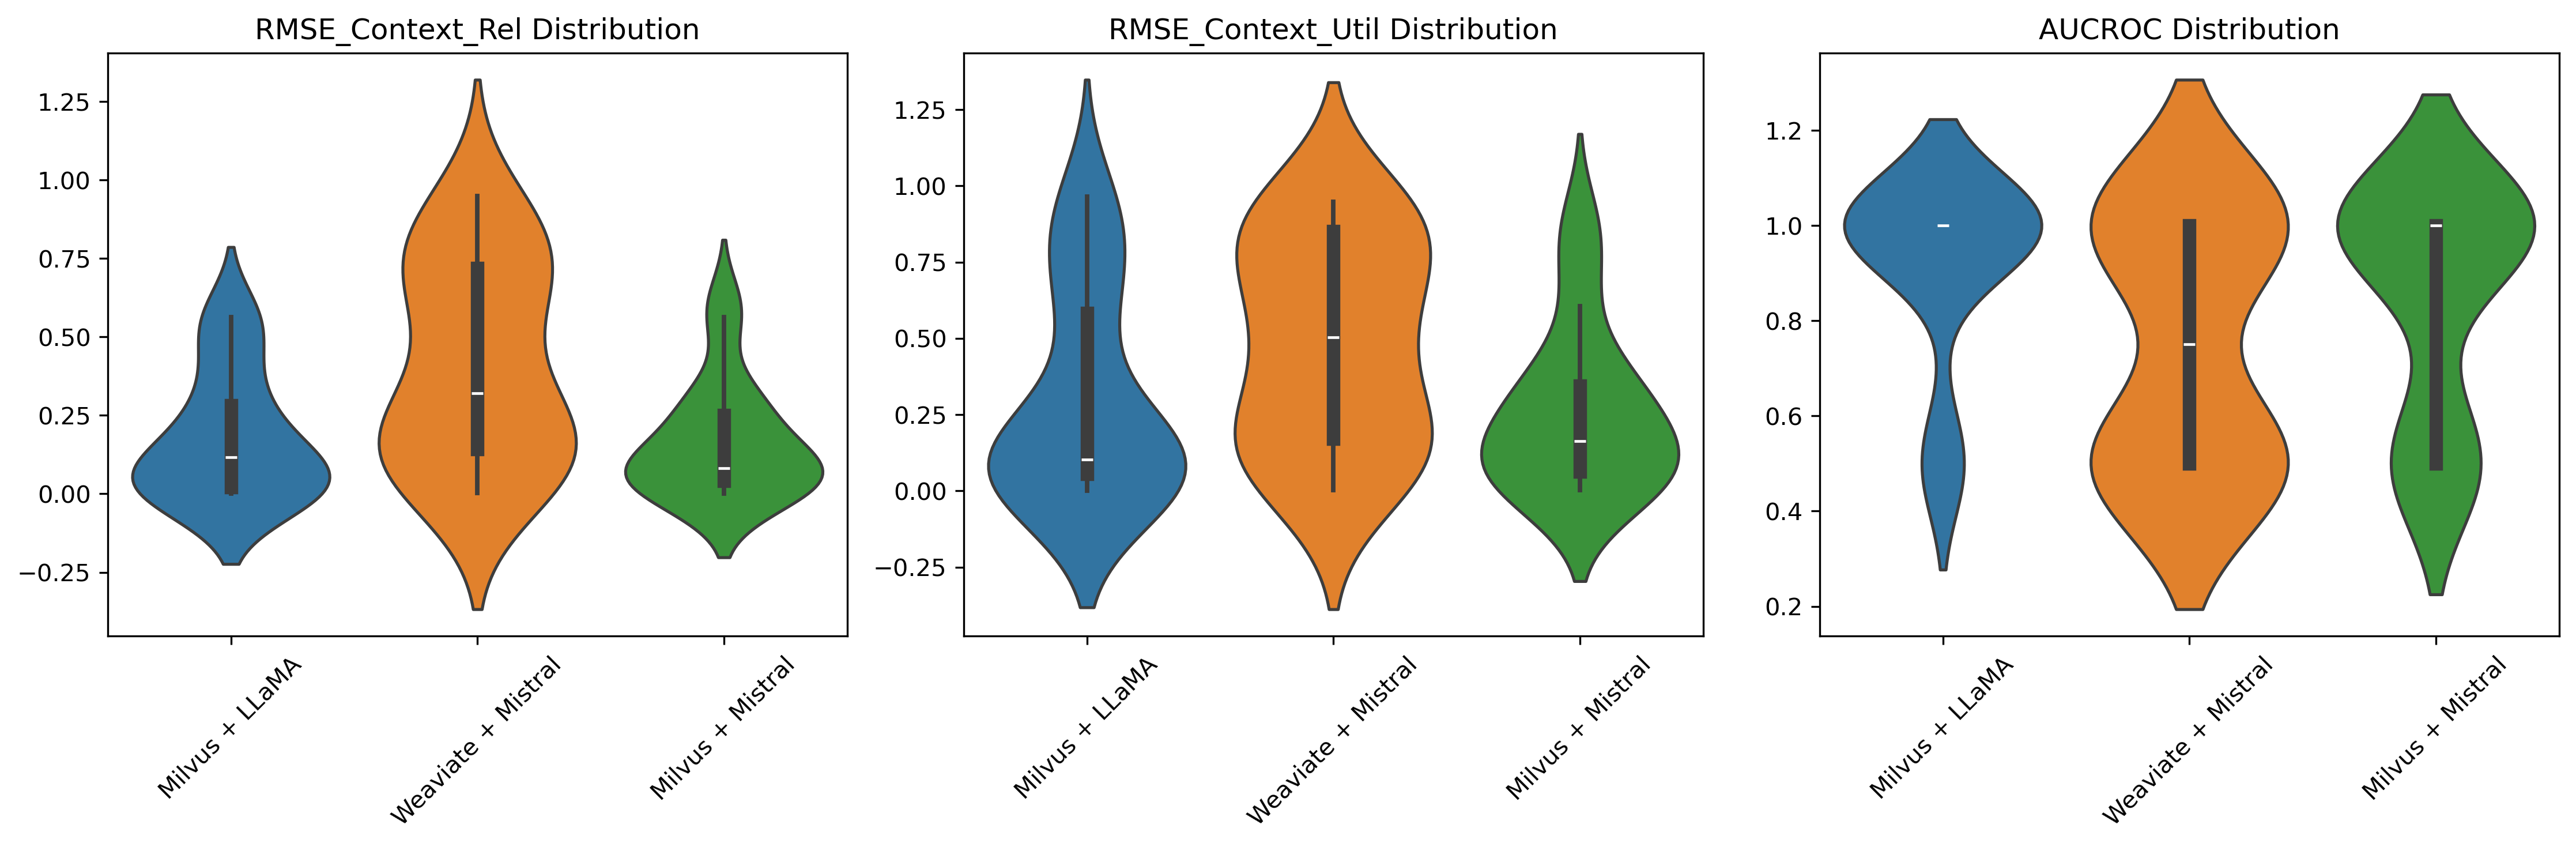 RMSE_Context_Rel Distribution
1.25
1.00
0.75
0.50
0.25
0.00
−0.25
Milvus + LLaMA
Weaviate + Mistral
Milvus + Mistral
RMSE_Context_Util Distribution
1.25
1.00
0.75
0.50
0.25
0.00
−0.25
Milvus + LLaMA
Weaviate + Mistral
Milvus + Mistral
AUCROC Distribution
1.2
1.0
0.8
0.6
0.4
0.2
Milvus + LLaMA
Weaviate + Mistral
Milvus + Mistral